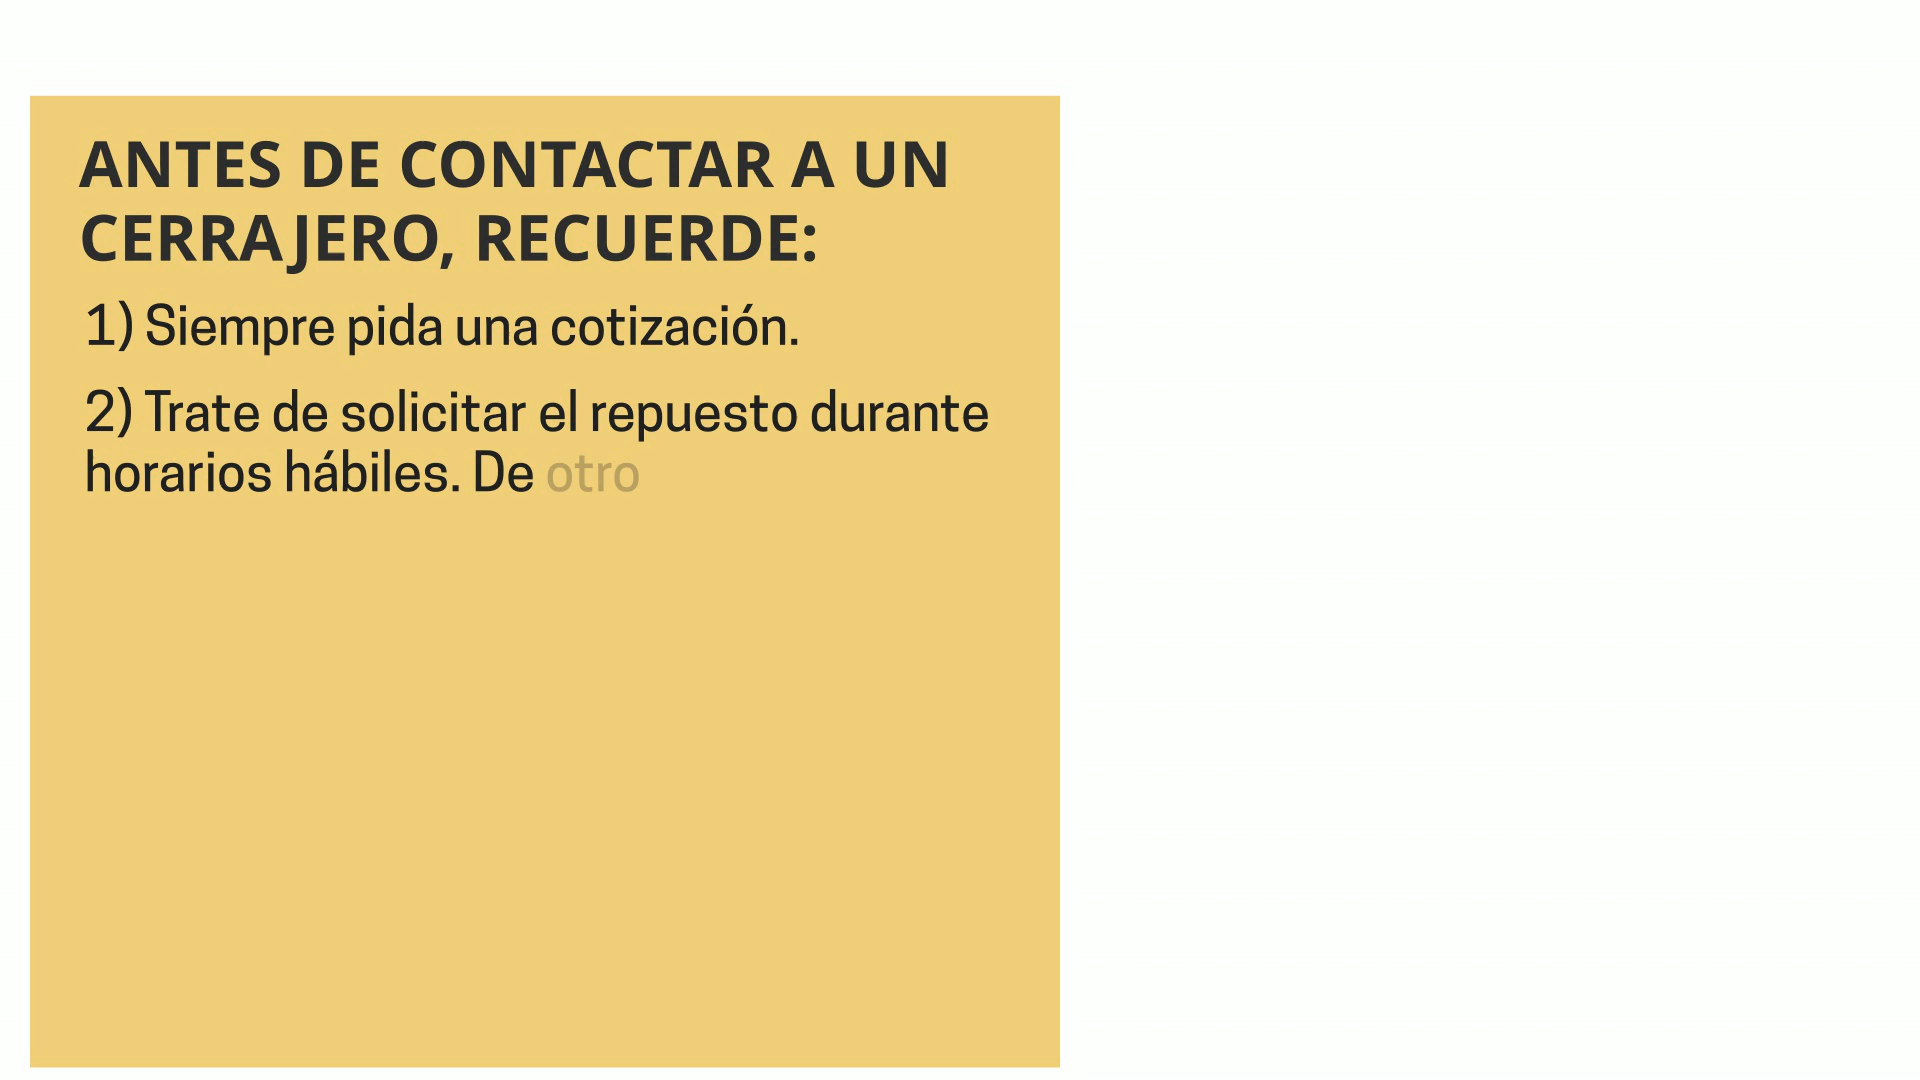 ANTES DE CONTACTAR A UN
CERRAJERO, RECUERDE:
1) Siempre pida una cotización.
2) Trate de solicitar el repuesto durante
horarios hábiles. De otro